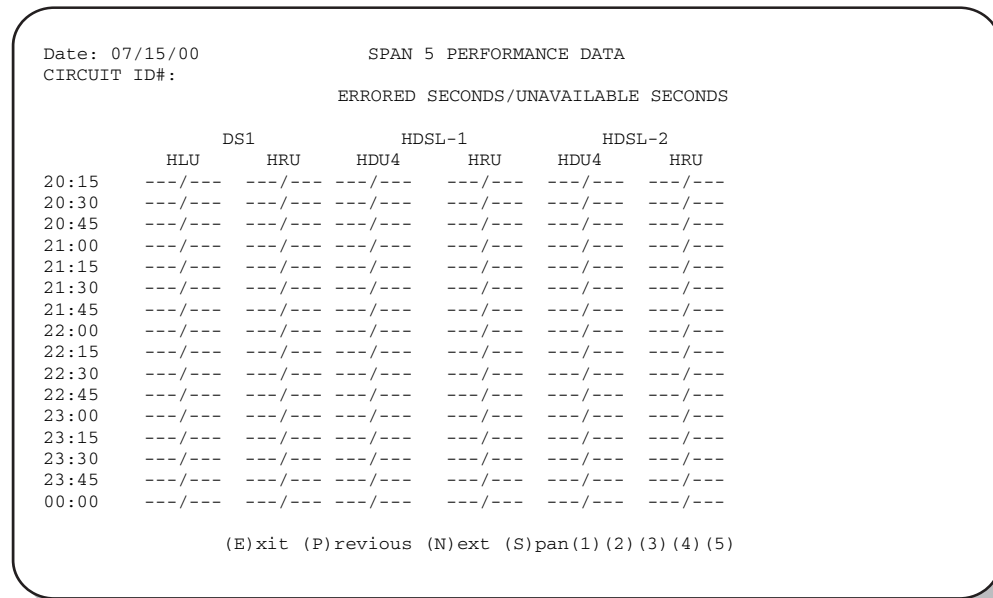 Date: 07/15/00 SPAN 5 PERFORMANCE DATA
CIRCUIT ID#:
ERRORED SECONDS/UNAVAILABLE SECONDS
DS1 HDSL-1 HDSL-2
HLU HRU HDU4 HRU HDU4 HRU
20:15 ---/--- ---/--- ---/--- ---/--- ---/--- ---/---
20:30 ---/--- ---/--- ---/--- ---/--- ---/--- ---/---
20:45 ---/--- ---/--- ---/--- ---/--- ---/--- ---/---
21:00 ---/--- ---/--- ---/--- ---/--- ---/--- ---/---
21:15 ---/--- ---/--- ---/--- ---/--- ---/--- ---/---
21:30 ---/--- ---/--- ---/--- ---/--- ---/--- ---/---
21:45 ---/--- ---/--- ---/--- ---/--- ---/--- ---/---
22:00 ---/--- ---/--- ---/--- ---/--- ---/--- ---/---
22:15 ---/--- ---/--- ---/--- ---/--- ---/--- ---/---
22:30 ---/--- ---/--- ---/--- ---/--- ---/--- ---/---
22:45 ---/--- ---/--- ---/--- ---/--- ---/--- ---/---
23:00 ---/--- ---/--- ---/--- ---/--- ---/--- ---/---
23:15 ---/--- ---/--- ---/--- ---/--- ---/--- ---/---
23:30 ---/--- ---/--- ---/--- ---/--- ---/--- ---/---
23:45 ---/--- ---/--- ---/--- ---/--- ---/--- ---/---
00:00 ---/--- ---/--- ---/--- ---/--- ---/--- ---/---
(E)xit (P)revious (N)ext (S)pan(1)(2)(3)(4)(5)